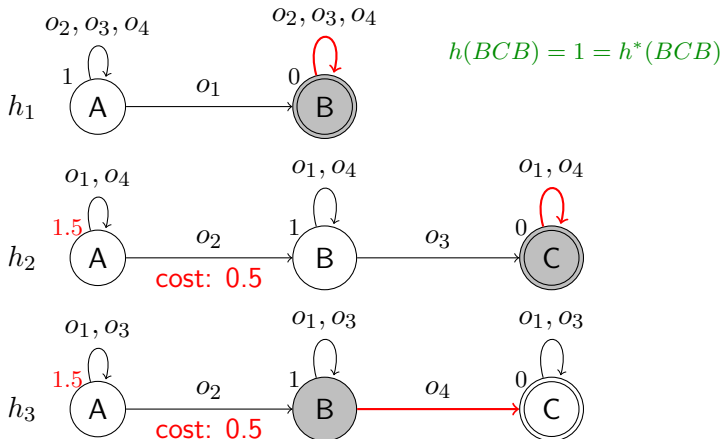 o₂, o₃, o₄ o₂, o₃, o₄
h(BCB) = 1 = h*(BCB)
1 0
h₁ A o₁ B
o₁, o₄ o₁, o₄ o₁, o₄
1.5 1 0
h₂ A o₂ B o₃ C
cost: 0.5
o₁, o₃ o₁, o₃ o₁, o₃
1.5 1 0
h₃ A o₂ B o₄ C
cost: 0.5